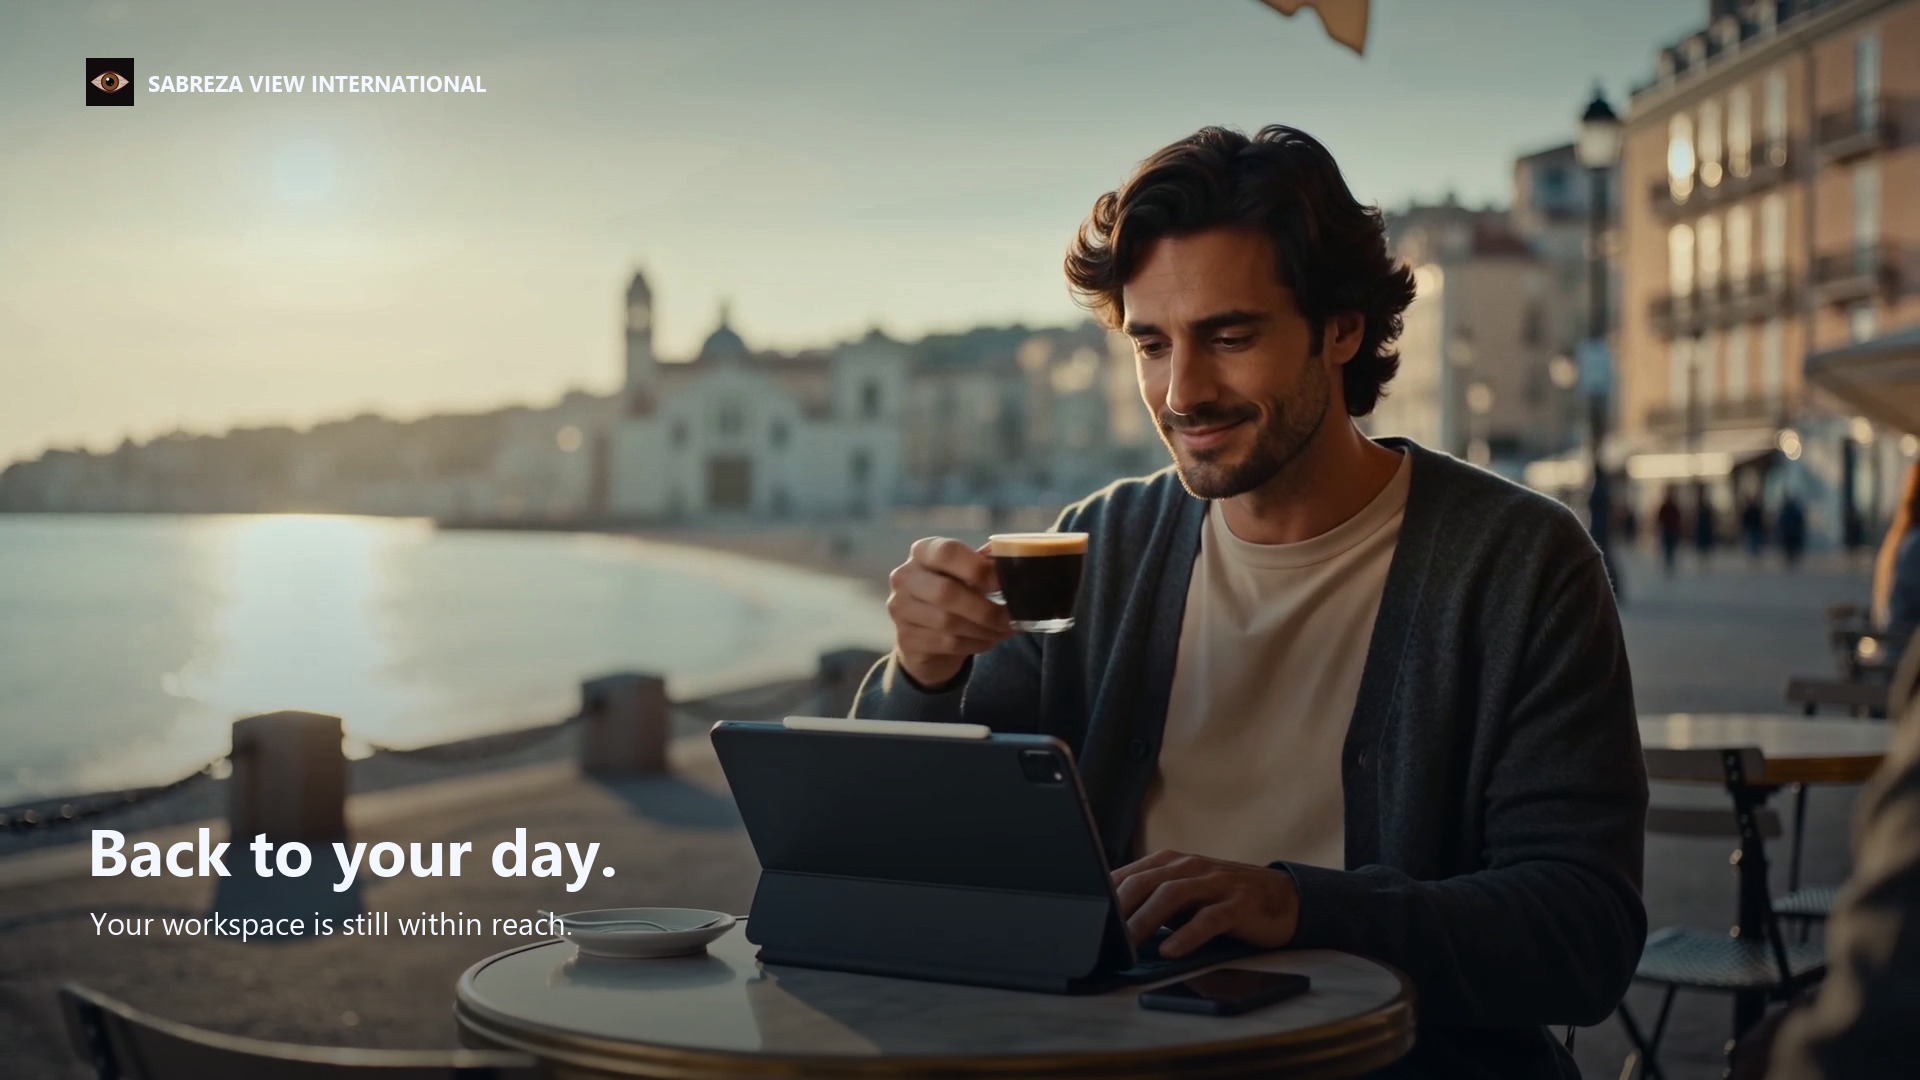 SABREZA VIEW INTERNATIONAL
Back to your day.
Your workspace is still within reach.